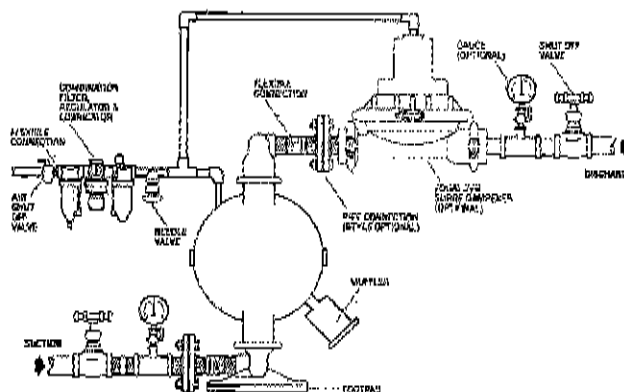 GAUGE
(OPTIONAL)
SHUT OFF
VALVE
COMBINATION
FILTER,
REGULATOR &
LUBRICATOR
FLEXIBLE
CONNECTION
FLEXIBLE
CONNECTION
DISCHARGE
SURGE DAMPENER
(OPTIONAL)
PIPE CONNECTION
(STYLE OPTIONAL)
AIR
SHUT
OFF
VALVE
NEEDLE
VALVE
MUFFLER
SUCTION
FOOTPAD